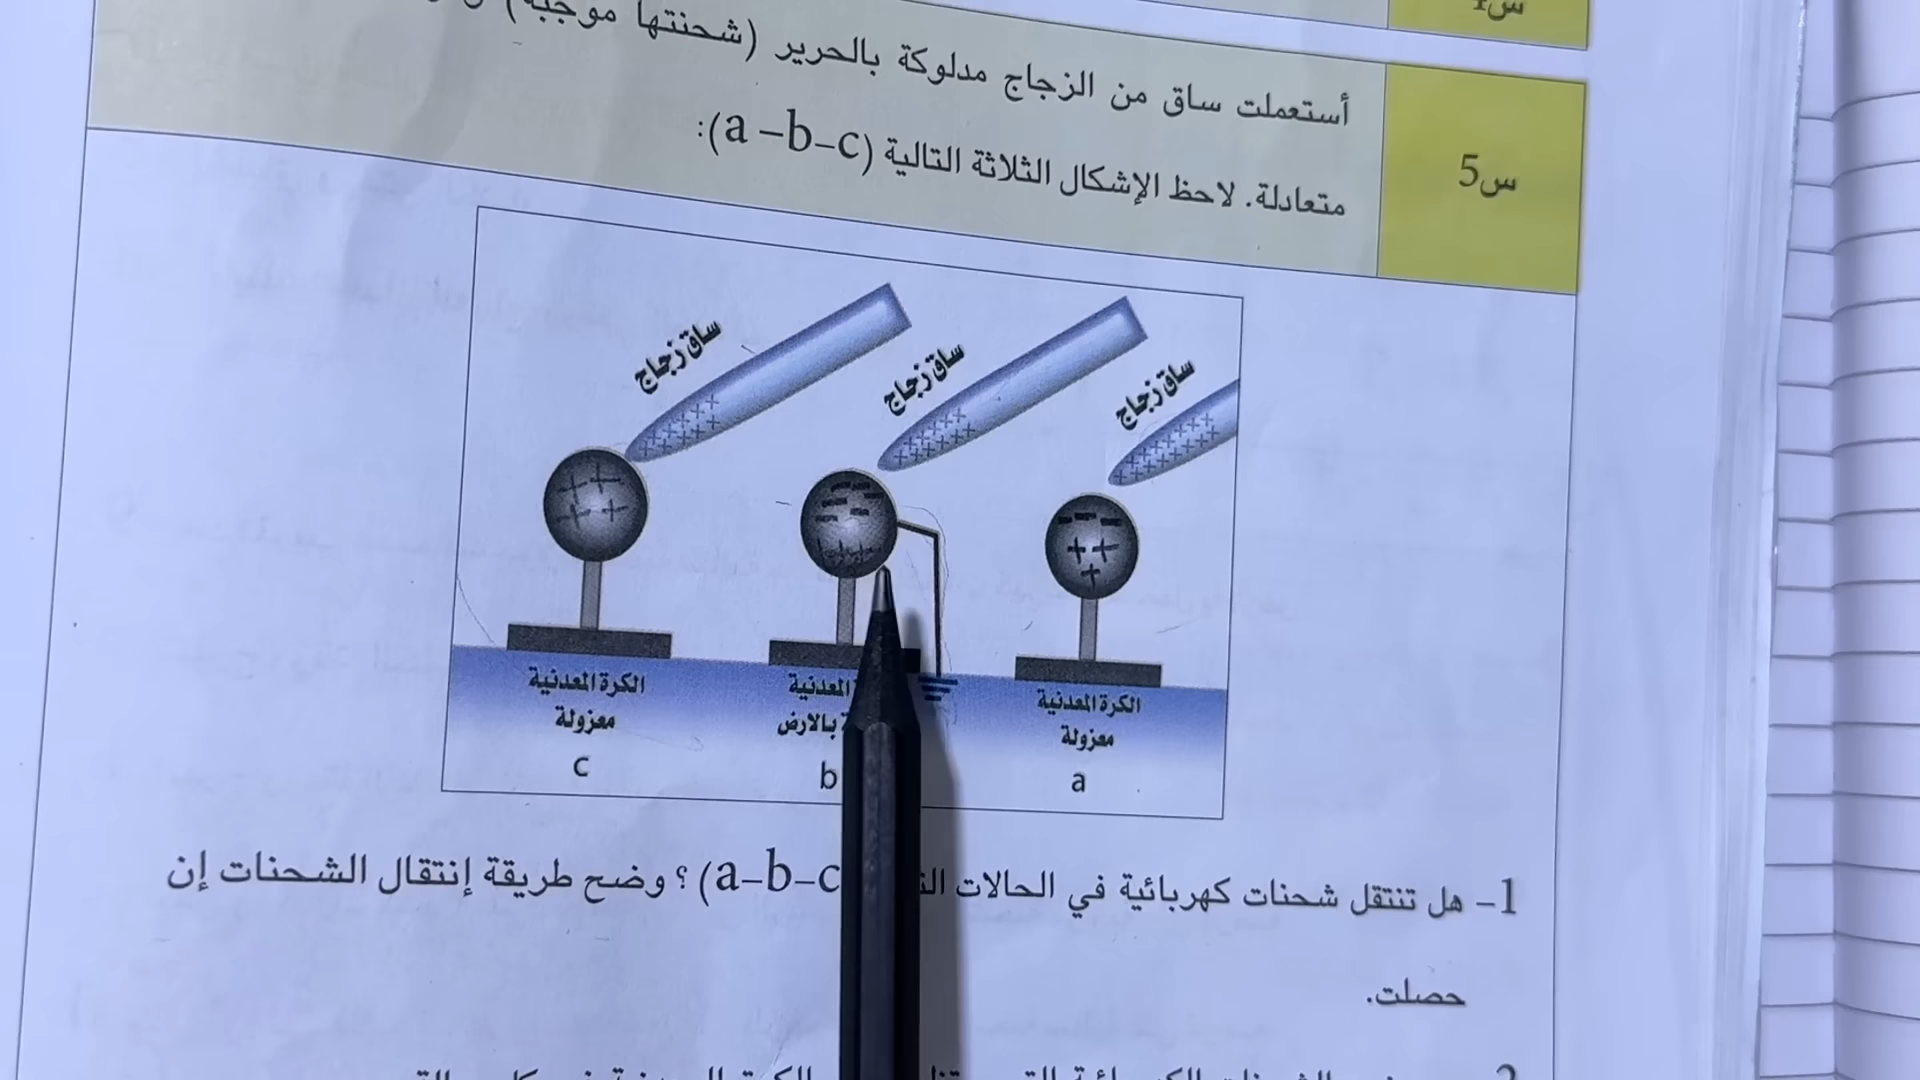 س4
أستعملت ساق من الزجاج مدلوكة بالحرير (شحنتها موجبة)
متعادلة. لاحظ الإشكال الثلاثة التالية (a –b–c):
س5
ساق زجاج
ساق زجاج
ساق زجاج
الكرة المعدنية
معزولة
a
المعدنية
بالارض
b
الكرة المعدنية
معزولة
c
1– هل تنتقل شحنات كهربائية في الحالات (a–b–c) ؟ وضح طريقة إنتقال الشحنات إن
حصلت.